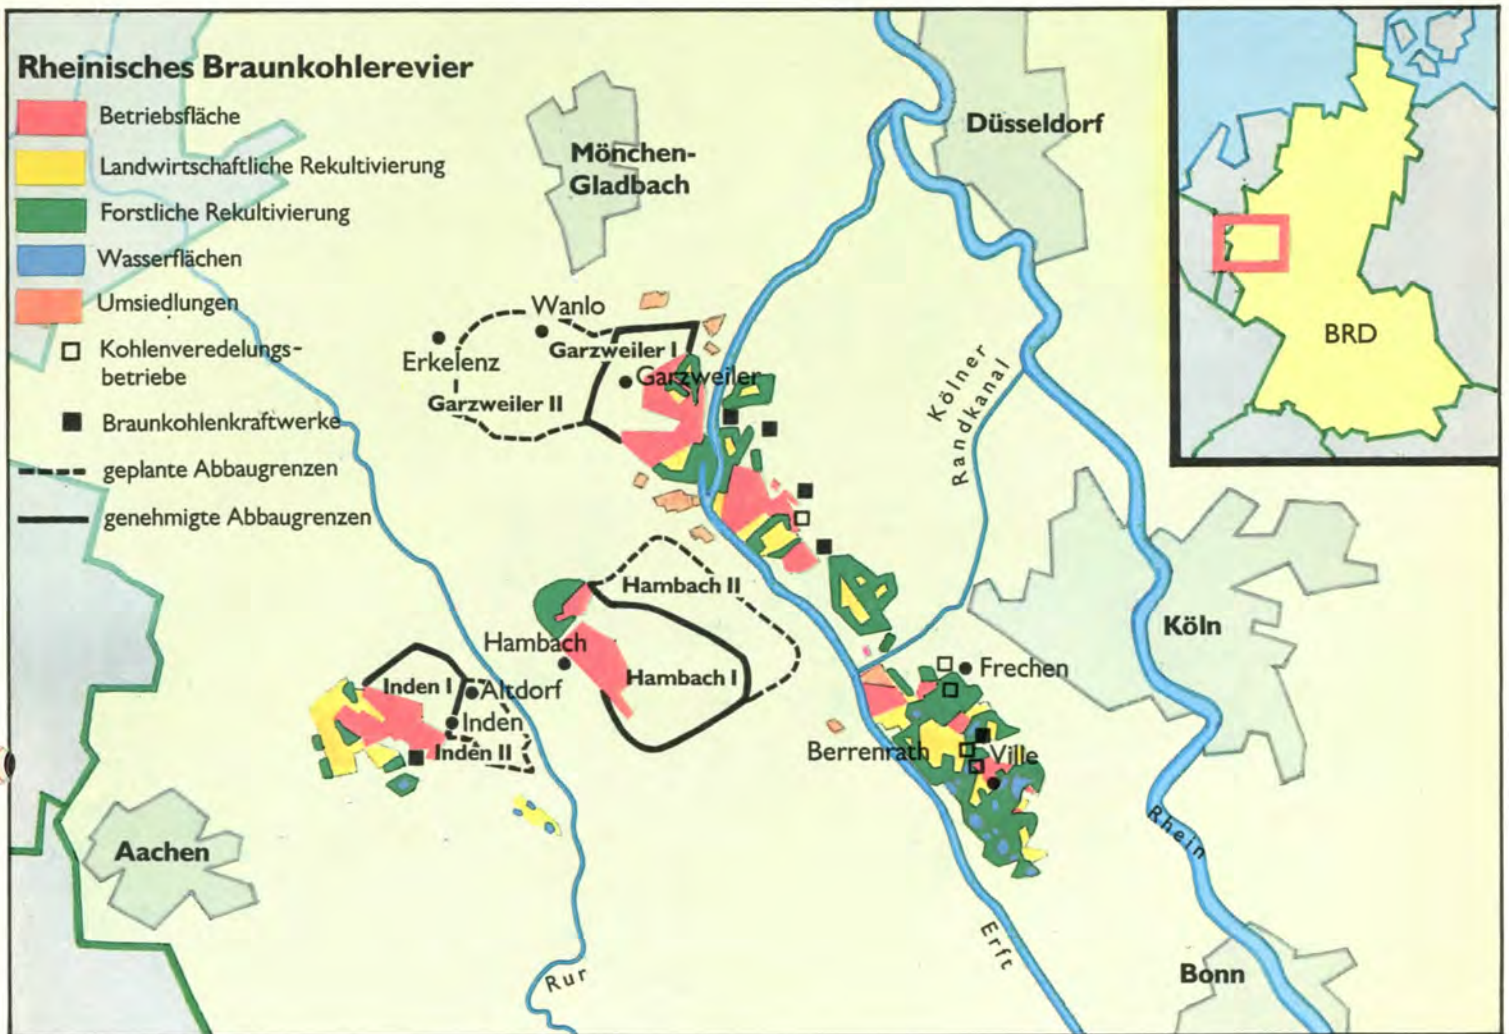 Rheinisches Braunkohlerevier
Betriebsfläche
Landwirtschaftliche Rekultivierung
Forstliche Rekultivierung
Wasserflächen
Umsiedlungen
Kohlenveredelungs-
betriebe
Braunkohlenkraftwerke
geplante Abbaugrenzen
genehmigte Abbaugrenzen
Mönchen-
Gladbach
Düsseldorf
BRD
Wanlo
Erkelenz
Garzweiler I
Garzweiler
Garzweiler II
Kölner
Randkanal
Hambach II
Hambach
Hambach I
Köln
Frechen
Inden I
Altdorf
Inden
Inden II
Berrenrath
Ville
Aachen
Rhein
Erft
Rur
Bonn